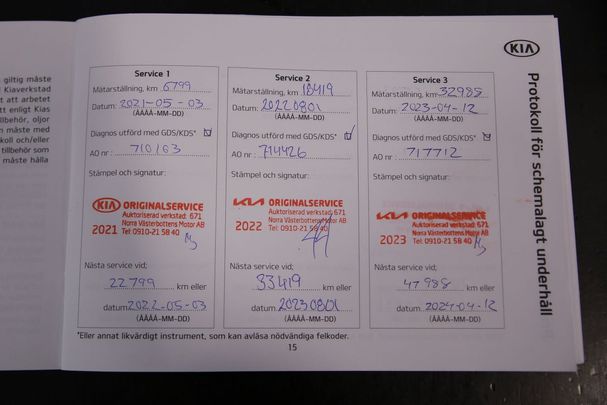 giltig måste
Kiaverkstad
t att arbetet
tt enligt Kias
llbehör, oljor
n måste med
koll och/eller
tillbehör som
måste hålla
KIA
Protokoll för schemalagt underhåll
Service 1
Mätarställning, km 6799
Datum: 2021-05-03
(ÅÅÅÅ-MM-DD)
Diagnos utförd med GDS/KDS*
AO nr: 710163
Stämpel och signatur:
KIA ORIGINALSERVICE
Auktoriserad verkstad: 671
Norra Västerbottens Motor AB
2021 Tel 0910-21 58 40
Nästa service vid;
22799 km eller
datum 2022-05-03
(ÅÅÅÅ-MM-DD)
Service 2
Mätarställning, km 18419
Datum: 20220801
(ÅÅÅÅ-MM-DD)
Diagnos utförd med GDS/KDS*
AO nr: 714426
Stämpel och signatur:
KIA ORIGINALSERVICE
Auktoriserad verkstad: 671
Norra Västerbottens Motor AB
2022 Tel 0910-21 58 40
Nästa service vid;
33419 km eller
datum 20230801
(ÅÅÅÅ-MM-DD)
Service 3
Mätarställning, km 32985
Datum: 2023-04-12
(ÅÅÅÅ-MM-DD)
Diagnos utförd med GDS/KDS*
AO nr: 717712
Stämpel och signatur:
KIA ORIGINALSERVICE
Auktoriserad verkstad: 671
Norra Västerbottens Motor AB
2023 Tel 0910-21 58 40
Nästa service vid;
47988 km eller
datum 2024-04-12
(ÅÅÅÅ-MM-DD)
*Eller annat likvärdigt instrument, som kan avläsa nödvändiga felkoder.
15